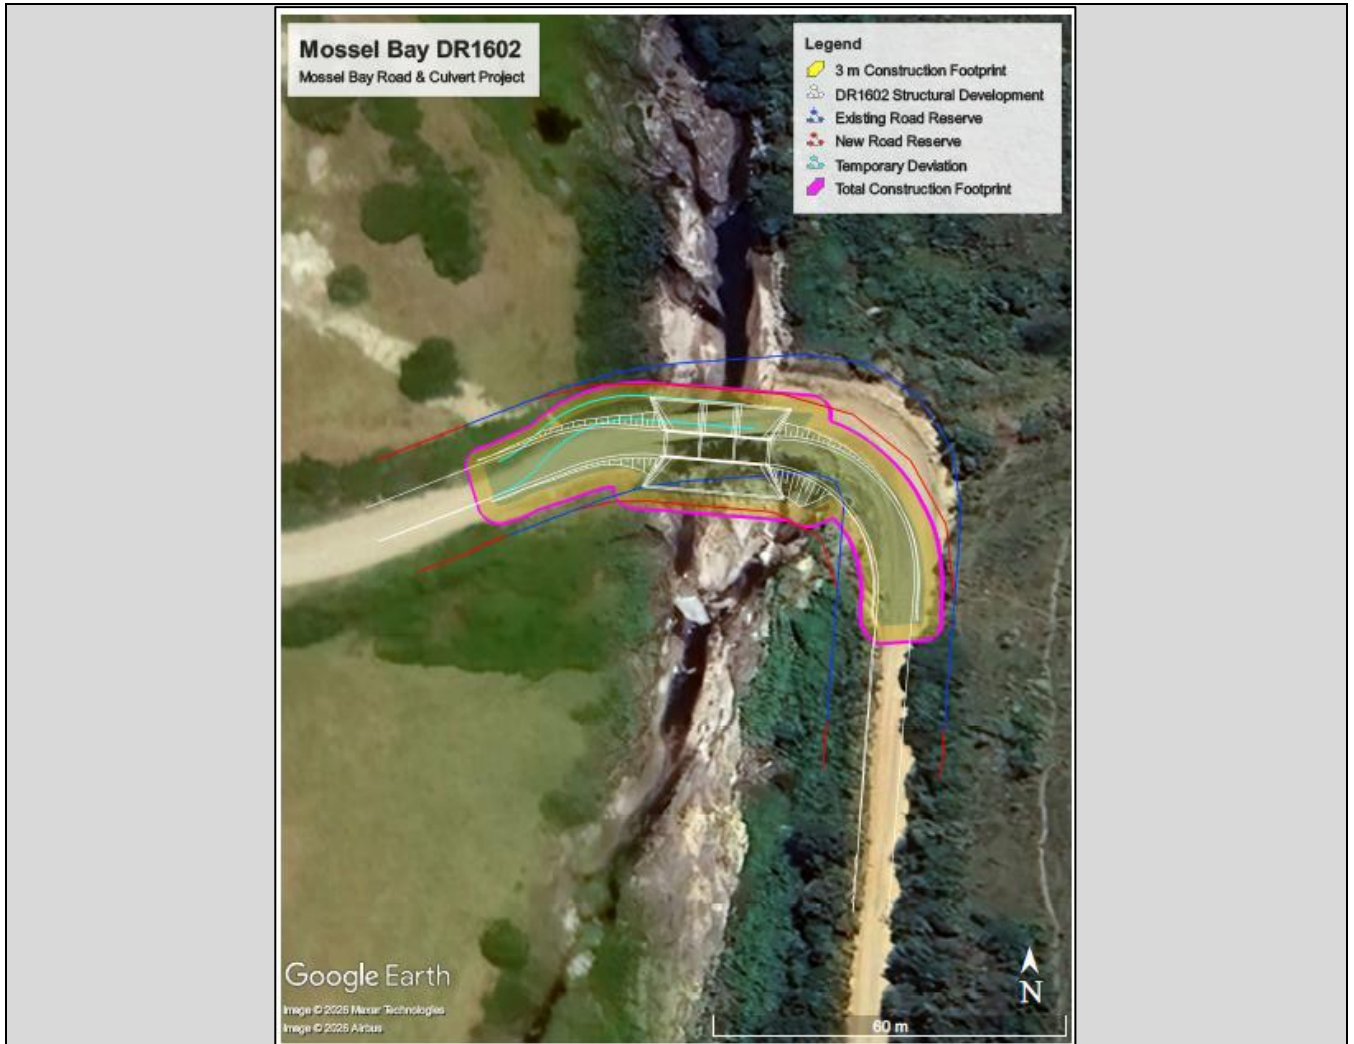 Mossel Bay DR1602
Mossel Bay Road & Culvert Project
Legend
3 m Construction Footprint
DR1602 Structural Development
Existing Road Reserve
New Road Reserve
Temporary Deviation
Total Construction Footprint
Google Earth
Image © 2026 Maxar Technologies
Image © 2026 Airbus
N
60 m